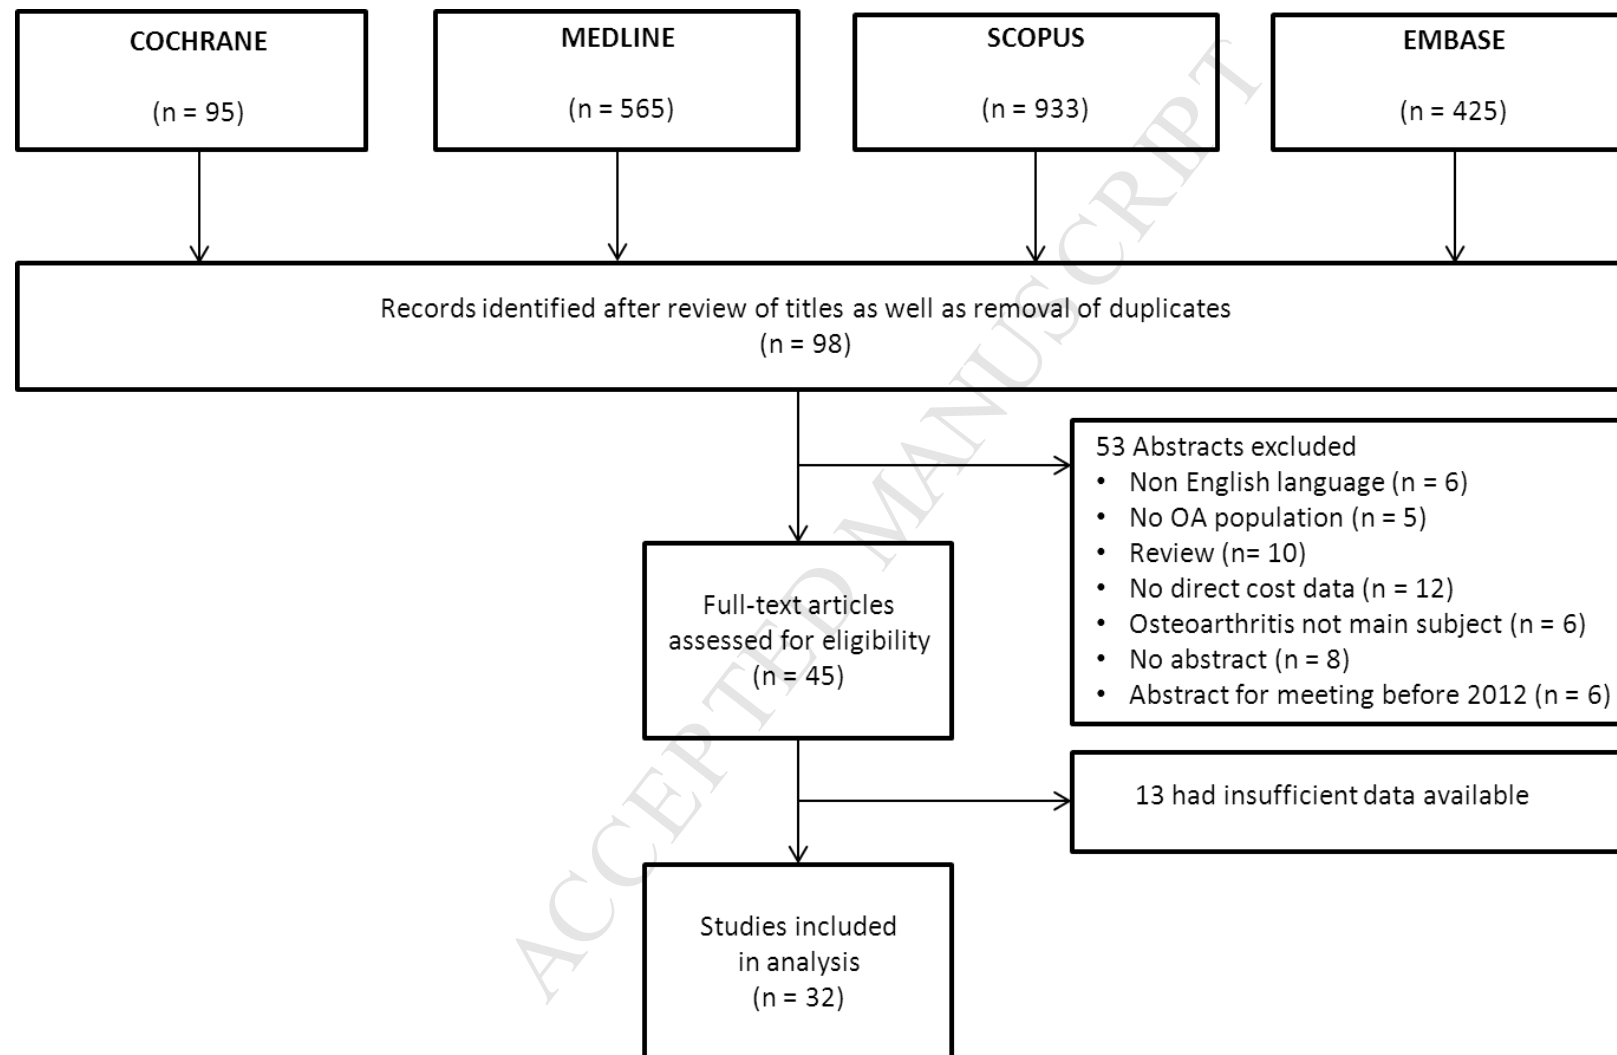 COCHRANE
(n = 95)
MEDLINE
(n = 565)
SCOPUS
(n = 933)
EMBASE
(n = 425)
Records identified after review of titles as well as removal of duplicates
(n = 98)
53 Abstracts excluded
• Non English language (n = 6)
• No OA population (n = 5)
• Review (n= 10)
• No direct cost data (n = 12)
• Osteoarthritis not main subject (n = 6)
• No abstract (n = 8)
• Abstract for meeting before 2012 (n = 6)
Full-text articles
assessed for eligibility
(n = 45)
13 had insufficient data available
Studies included
in analysis
(n = 32)
ACCEPTED MANUSCRIPT